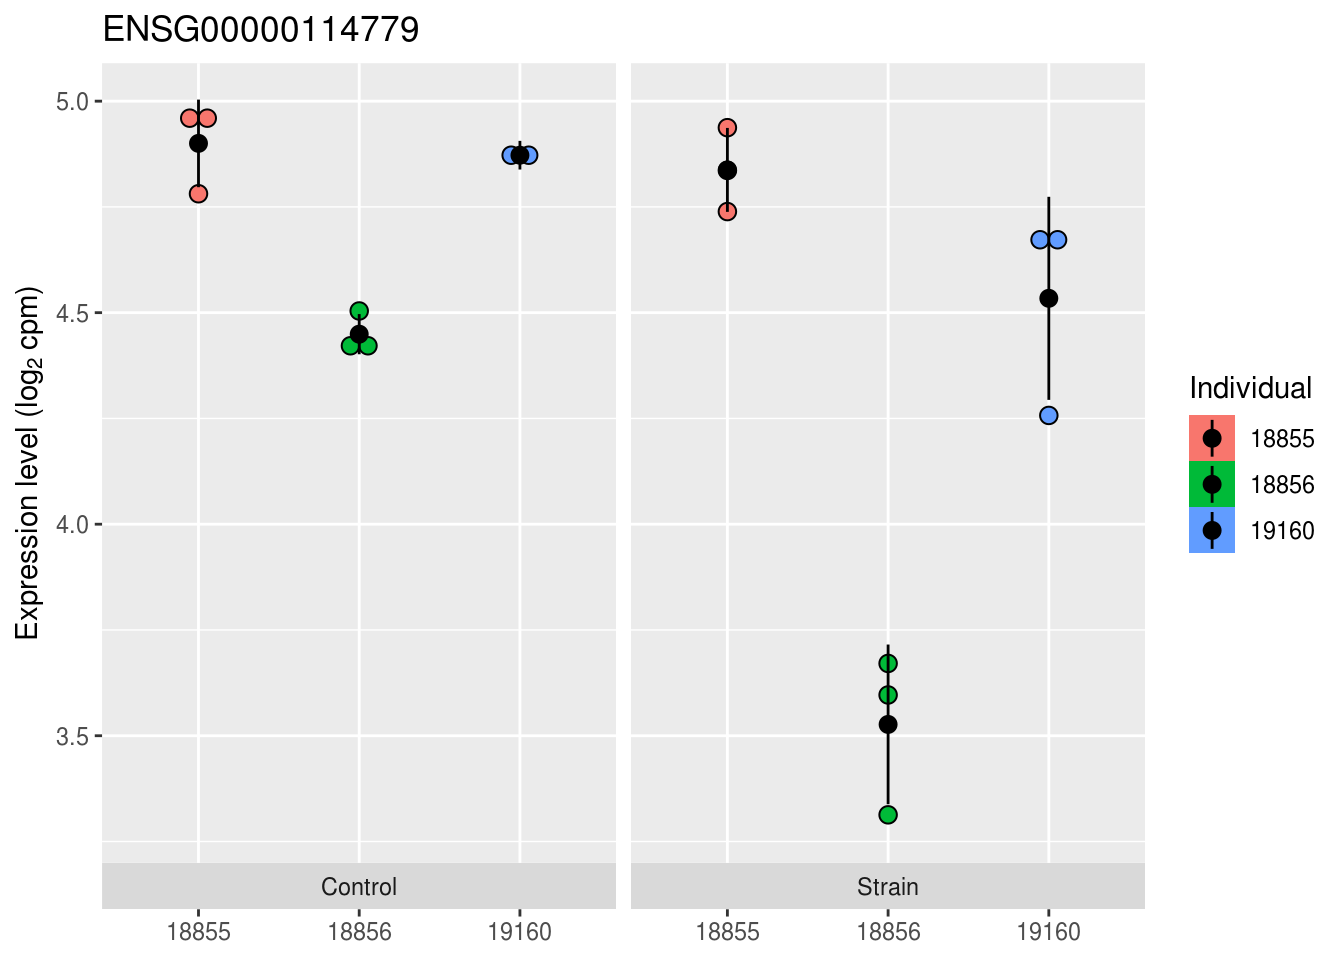 ENSG00000114779
Expression level (log2 cpm)
5.0
4.5
4.0
3.5
Control
Strain
18855
18856
19160
18855
18856
19160
Individual
18855
18856
19160